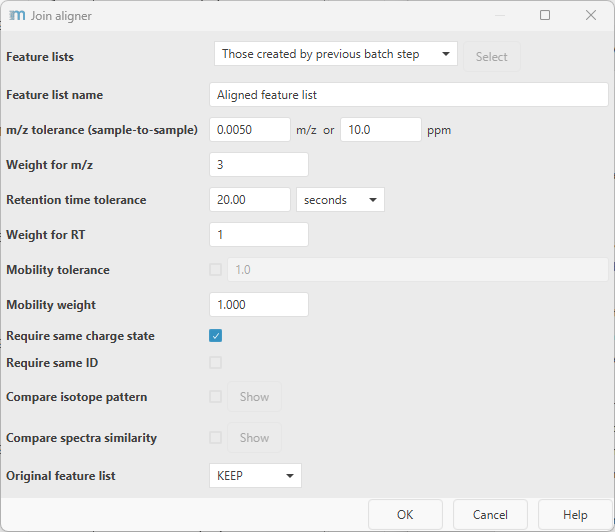 m Join aligner
Feature lists Those created by previous batch step Select
Feature list name Aligned feature list
m/z tolerance (sample-to-sample) 0.0050 m/z or 10.0 ppm
Weight for m/z 3
Retention time tolerance 20.00 seconds
Weight for RT 1
Mobility tolerance 1.0
Mobility weight 1.000
Require same charge state
Require same ID
Compare isotope pattern Show
Compare spectra similarity Show
Original feature list KEEP
OK Cancel Help